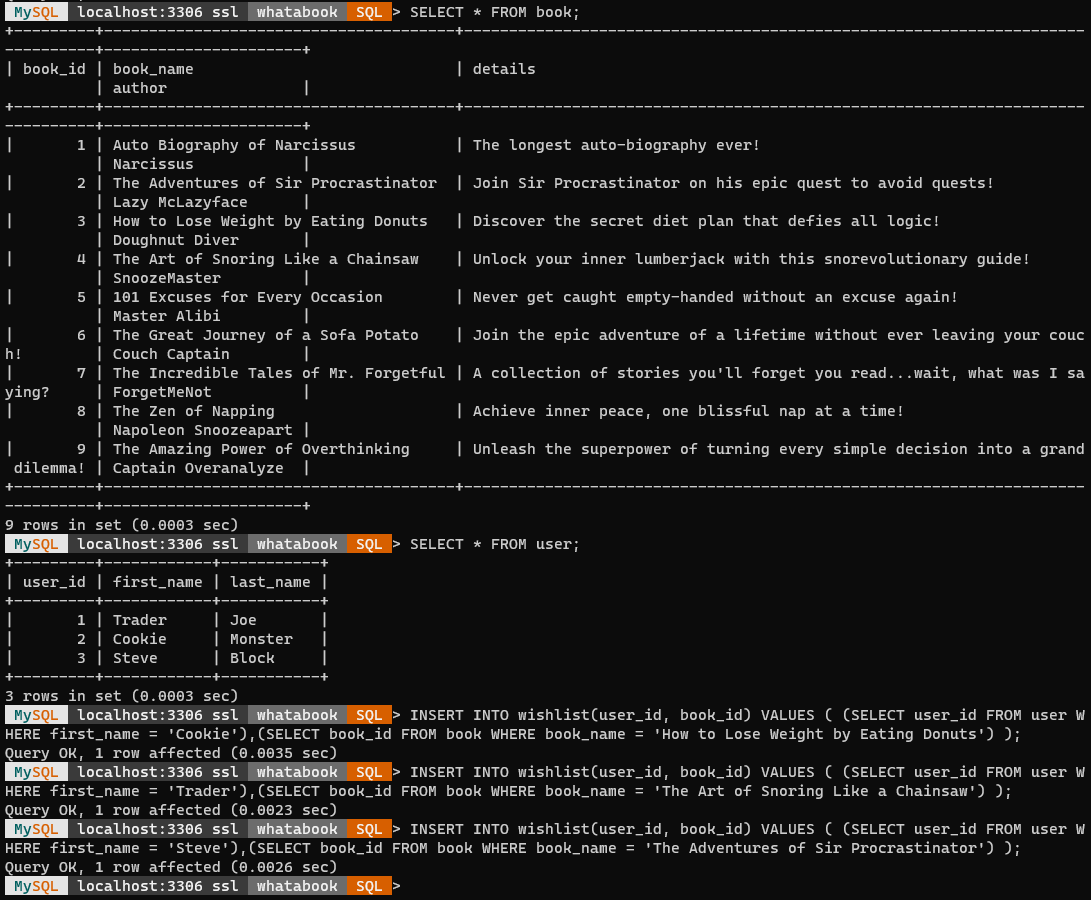 MySQL localhost:3306 ssl whatabook SQL> SELECT * FROM book;
+---------+---------------------------------------+---------------------------------------------------------------------
----------+----------------------+
| book_id | book_name                             | details
          | author               |
+---------+---------------------------------------+---------------------------------------------------------------------
----------+----------------------+
|       1 | Auto Biography of Narcissus           | The longest auto-biography ever!
          | Narcissus            |
|       2 | The Adventures of Sir Procrastinator  | Join Sir Procrastinator on his epic quest to avoid quests!
          | Lazy McLazyface      |
|       3 | How to Lose Weight by Eating Donuts   | Discover the secret diet plan that defies all logic!
          | Doughnut Diver       |
|       4 | The Art of Snoring Like a Chainsaw    | Unlock your inner lumberjack with this snorevolutionary guide!
          | SnoozeMaster         |
|       5 | 101 Excuses for Every Occasion        | Never get caught empty-handed without an excuse again!
          | Master Alibi         |
|       6 | The Great Journey of a Sofa Potato    | Join the epic adventure of a lifetime without ever leaving your couc
h!        | Couch Captain        |
|       7 | The Incredible Tales of Mr. Forgetful | A collection of stories you'll forget you read...wait, what was I sa
ying?     | ForgetMeNot          |
|       8 | The Zen of Napping                    | Achieve inner peace, one blissful nap at a time!
          | Napoleon Snoozeapart |
|       9 | The Amazing Power of Overthinking     | Unleash the superpower of turning every simple decision into a grand
 dilemma! | Captain Overanalyze  |
+---------+---------------------------------------+---------------------------------------------------------------------
----------+----------------------+
9 rows in set (0.0003 sec)
MySQL localhost:3306 ssl whatabook SQL> SELECT * FROM user;
+---------+------------+-----------+
| user_id | first_name | last_name |
+---------+------------+-----------+
|       1 | Trader     | Joe       |
|       2 | Cookie     | Monster   |
|       3 | Steve      | Block     |
+---------+------------+-----------+
3 rows in set (0.0003 sec)
MySQL localhost:3306 ssl whatabook SQL> INSERT INTO wishlist(user_id, book_id) VALUES ( (SELECT user_id FROM user W
HERE first_name = 'Cookie'),(SELECT book_id FROM book WHERE book_name = 'How to Lose Weight by Eating Donuts') );
Query OK, 1 row affected (0.0035 sec)
MySQL localhost:3306 ssl whatabook SQL> INSERT INTO wishlist(user_id, book_id) VALUES ( (SELECT user_id FROM user W
HERE first_name = 'Trader'),(SELECT book_id FROM book WHERE book_name = 'The Art of Snoring Like a Chainsaw') );
Query OK, 1 row affected (0.0023 sec)
MySQL localhost:3306 ssl whatabook SQL> INSERT INTO wishlist(user_id, book_id) VALUES ( (SELECT user_id FROM user W
HERE first_name = 'Steve'),(SELECT book_id FROM book WHERE book_name = 'The Adventures of Sir Procrastinator') );
Query OK, 1 row affected (0.0026 sec)
MySQL localhost:3306 ssl whatabook SQL>